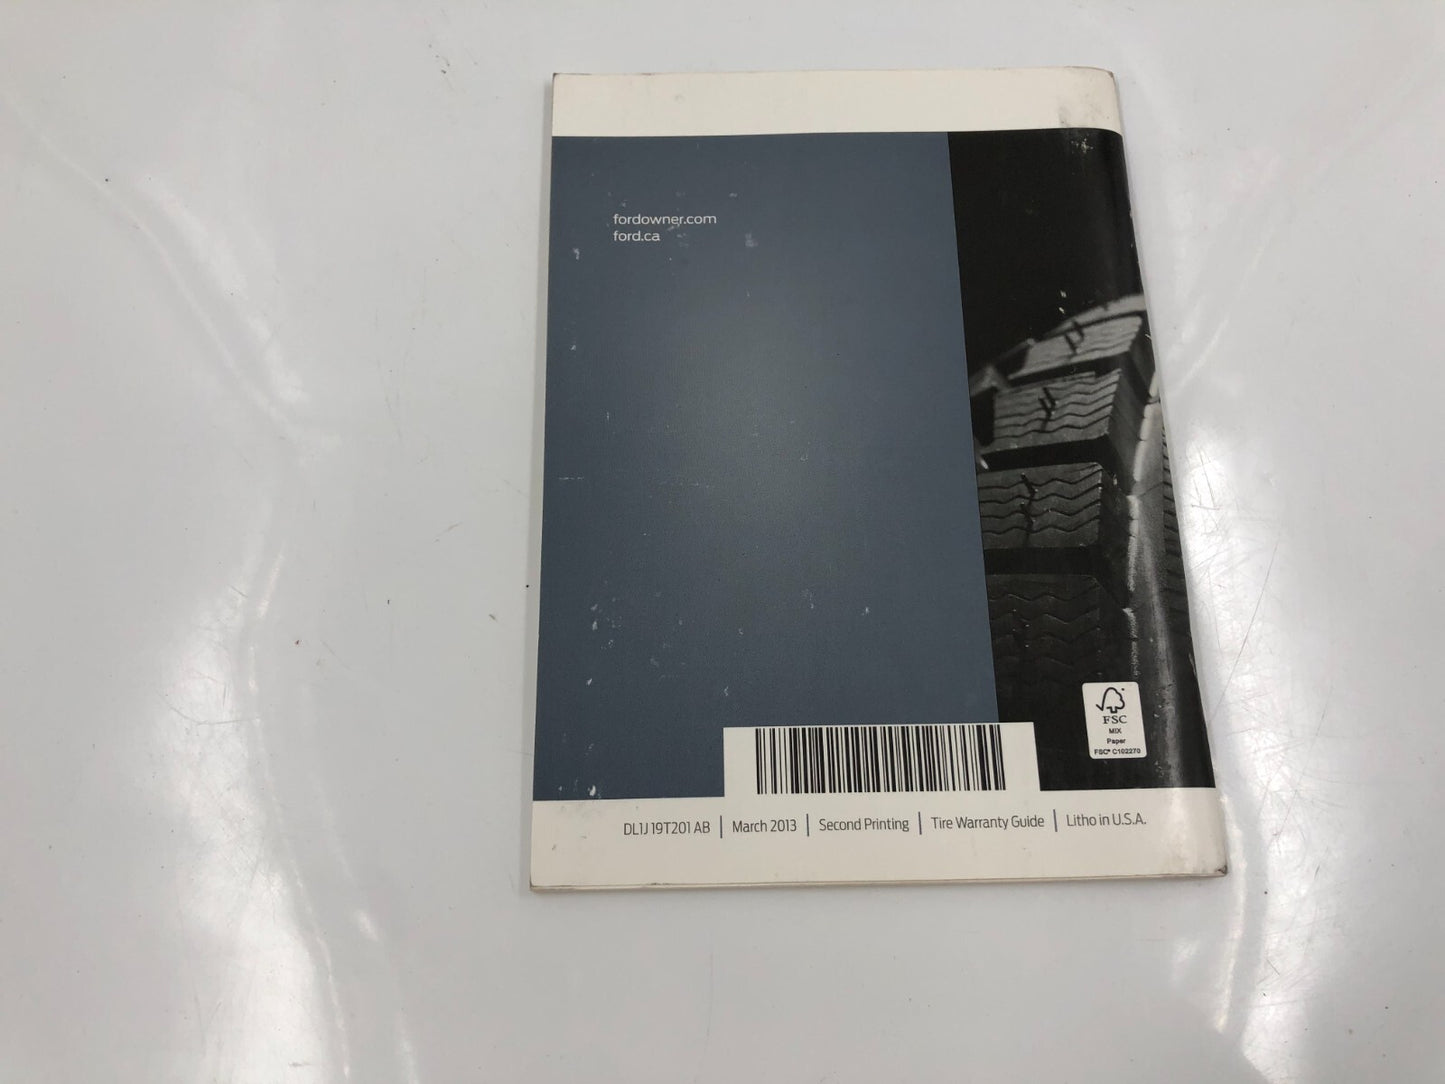 fordowner.com
ford.ca
FSC
MIX
Paper
FSC® C102270
DL1J 19T201 AB | March 2013 | Second Printing | Tire Warranty Guide | Litho in U.S.A.